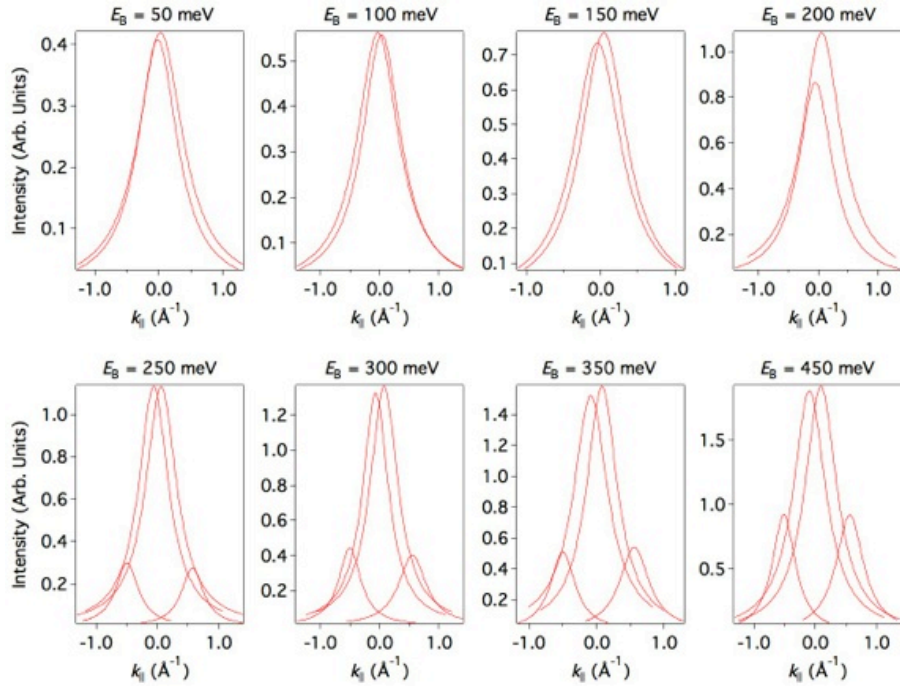 E_B = 50 meV
E_B = 100 meV
E_B = 150 meV
E_B = 200 meV
Intensity (Arb. Units)
0.4
0.3
0.2
0.1
0.5
0.4
0.3
0.2
0.1
0.7
0.6
0.5
0.4
0.3
0.2
0.1
1.0
0.8
0.6
0.4
0.2
-1.0 0.0 1.0
-1.0 0.0 1.0
-1.0 0.0 1.0
-1.0 0.0 1.0
k_|| (Å⁻¹)
k_|| (Å⁻¹)
k_|| (Å⁻¹)
k_|| (Å⁻¹)
E_B = 250 meV
E_B = 300 meV
E_B = 350 meV
E_B = 450 meV
Intensity (Arb. Units)
1.0
0.8
0.6
0.4
0.2
1.2
1.0
0.8
0.6
0.4
0.2
1.4
1.2
1.0
0.8
0.6
0.4
0.2
1.5
1.0
0.5
-1.0 0.0 1.0
-1.0 0.0 1.0
-1.0 0.0 1.0
-1.0 0.0 1.0
k_|| (Å⁻¹)
k_|| (Å⁻¹)
k_|| (Å⁻¹)
k_|| (Å⁻¹)